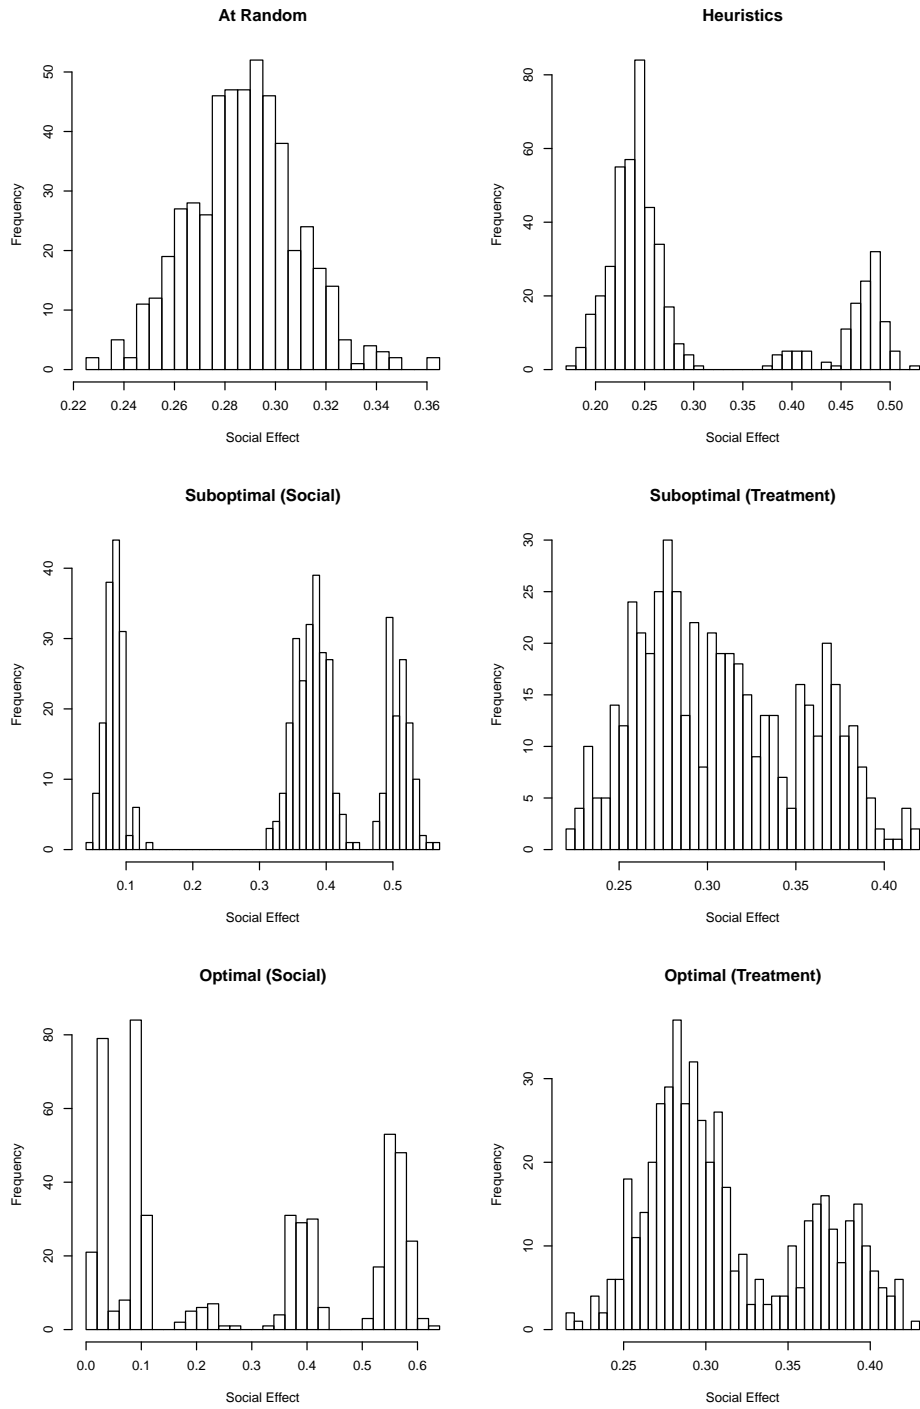 At Random
Frequency
0 10 20 30 40 50
0.22 0.24 0.26 0.28 0.30 0.32 0.34 0.36
Social Effect
Heuristics
Frequency
0 20 40 60 80
0.20 0.25 0.30 0.35 0.40 0.45 0.50
Social Effect
Suboptimal (Social)
Frequency
0 10 20 30 40
0.1 0.2 0.3 0.4 0.5
Social Effect
Suboptimal (Treatment)
Frequency
0 5 10 15 20 25 30
0.25 0.30 0.35 0.40
Social Effect
Optimal (Social)
Frequency
0 20 40 60 80
0.0 0.1 0.2 0.3 0.4 0.5 0.6
Social Effect
Optimal (Treatment)
Frequency
0 10 20 30
0.25 0.30 0.35 0.40
Social Effect